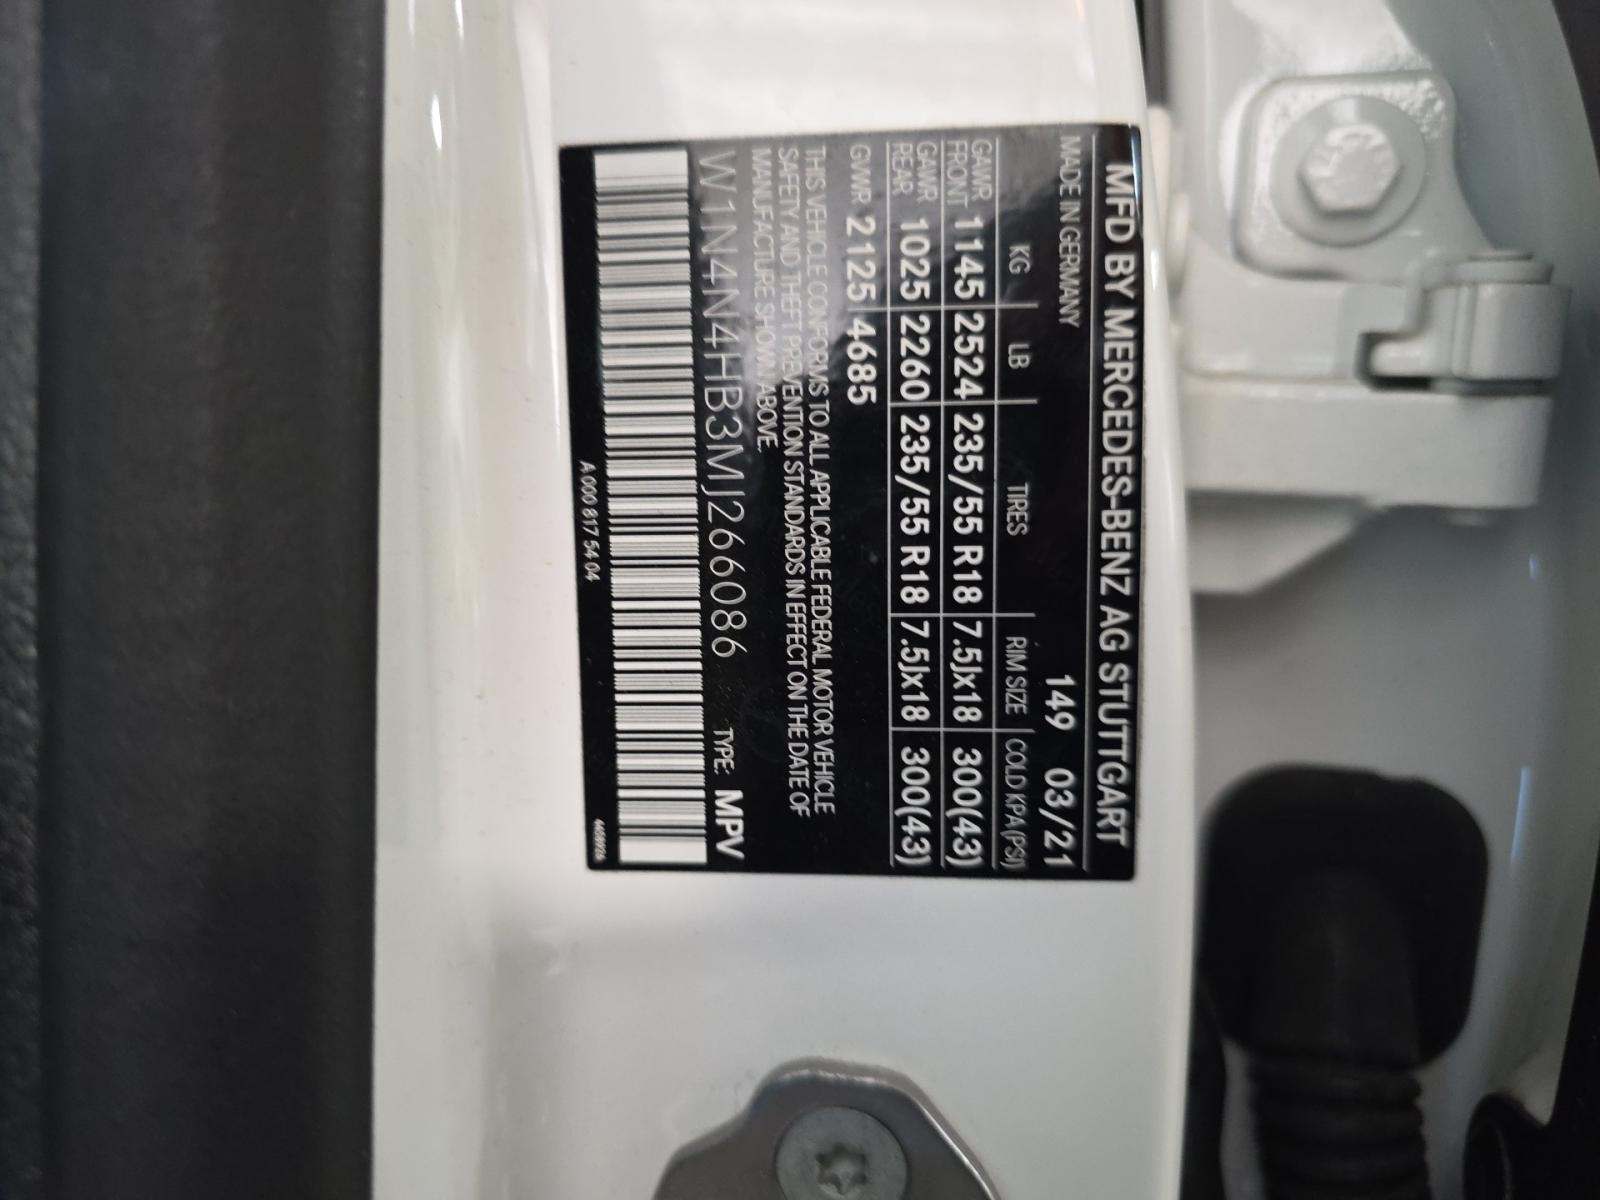 MFD BY MERCEDES-BENZ AG STUTTGART
MADE IN GERMANY 149 03/21
KG LB TIRES RIM SIZE COLD KPA(PSI)
GAWR FRONT 1145 2524 235/55 R18 7.5Jx18 300(43)
GAWR REAR 1025 2260 235/55 R18 7.5Jx18 300(43)
GWWR 2125 4685
THIS VEHICLE CONFORMS TO ALL APPLICABLE FEDERAL MOTOR VEHICLE
SAFETY AND THEFT PREVENTION STANDARDS IN EFFECT ON THE DATE OF
MANUFACTURE SHOWN ABOVE.
W1N4N4HB3MJ266086 TYPE: MPV
A 000 817 54 04